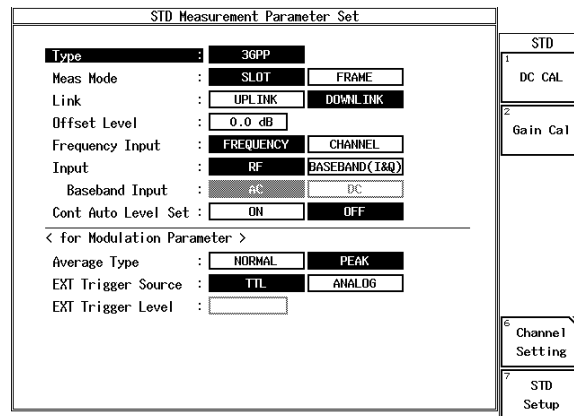 STD Measurement Parameter Set
Type : 3GPP
Meas Mode : SLOT FRAME
Link : UPLINK DOWNLINK
Offset Level : 0.0 dB
Frequency Input : FREQUENCY CHANNEL
Input : RF BASEBAND(I&Q)
Baseband Input : AC DC
Cont Auto Level Set : ON OFF
< for Modulation Parameter >
Average Type : NORMAL PEAK
EXT Trigger Source : TTL ANALOG
EXT Trigger Level :
STD
1
DC CAL
2
Gain Cal
6
Channel
Setting
7
STD
Setup